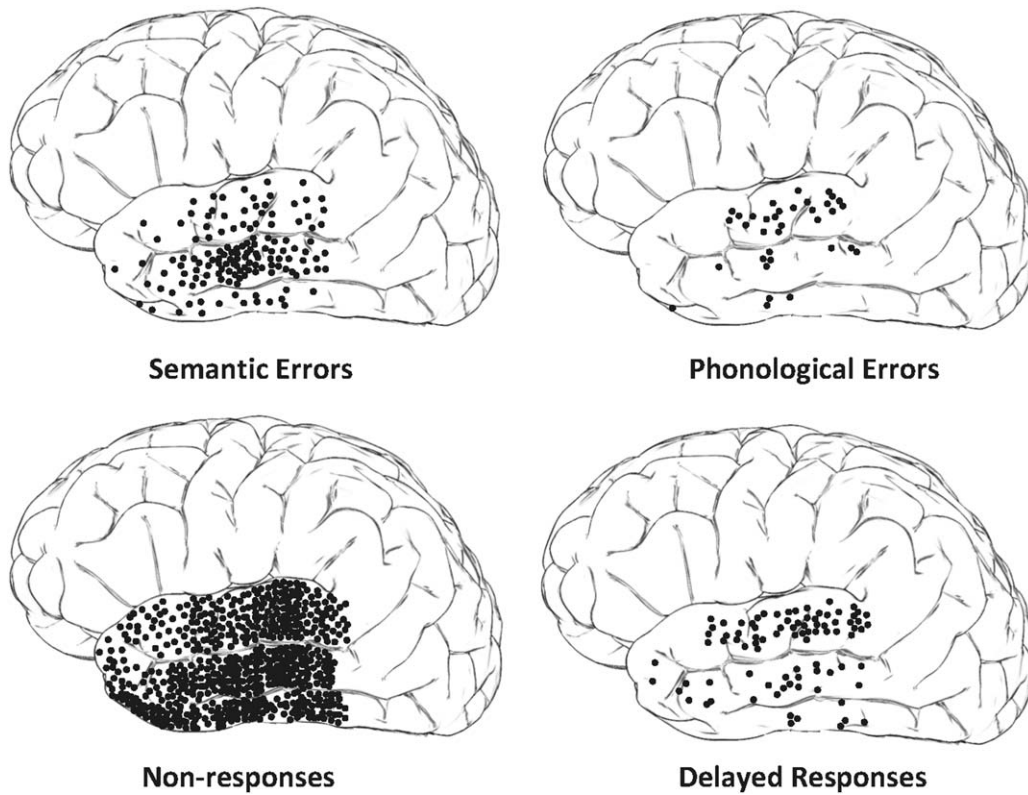 Semantic Errors
Phonological Errors
Non-responses
Delayed Responses